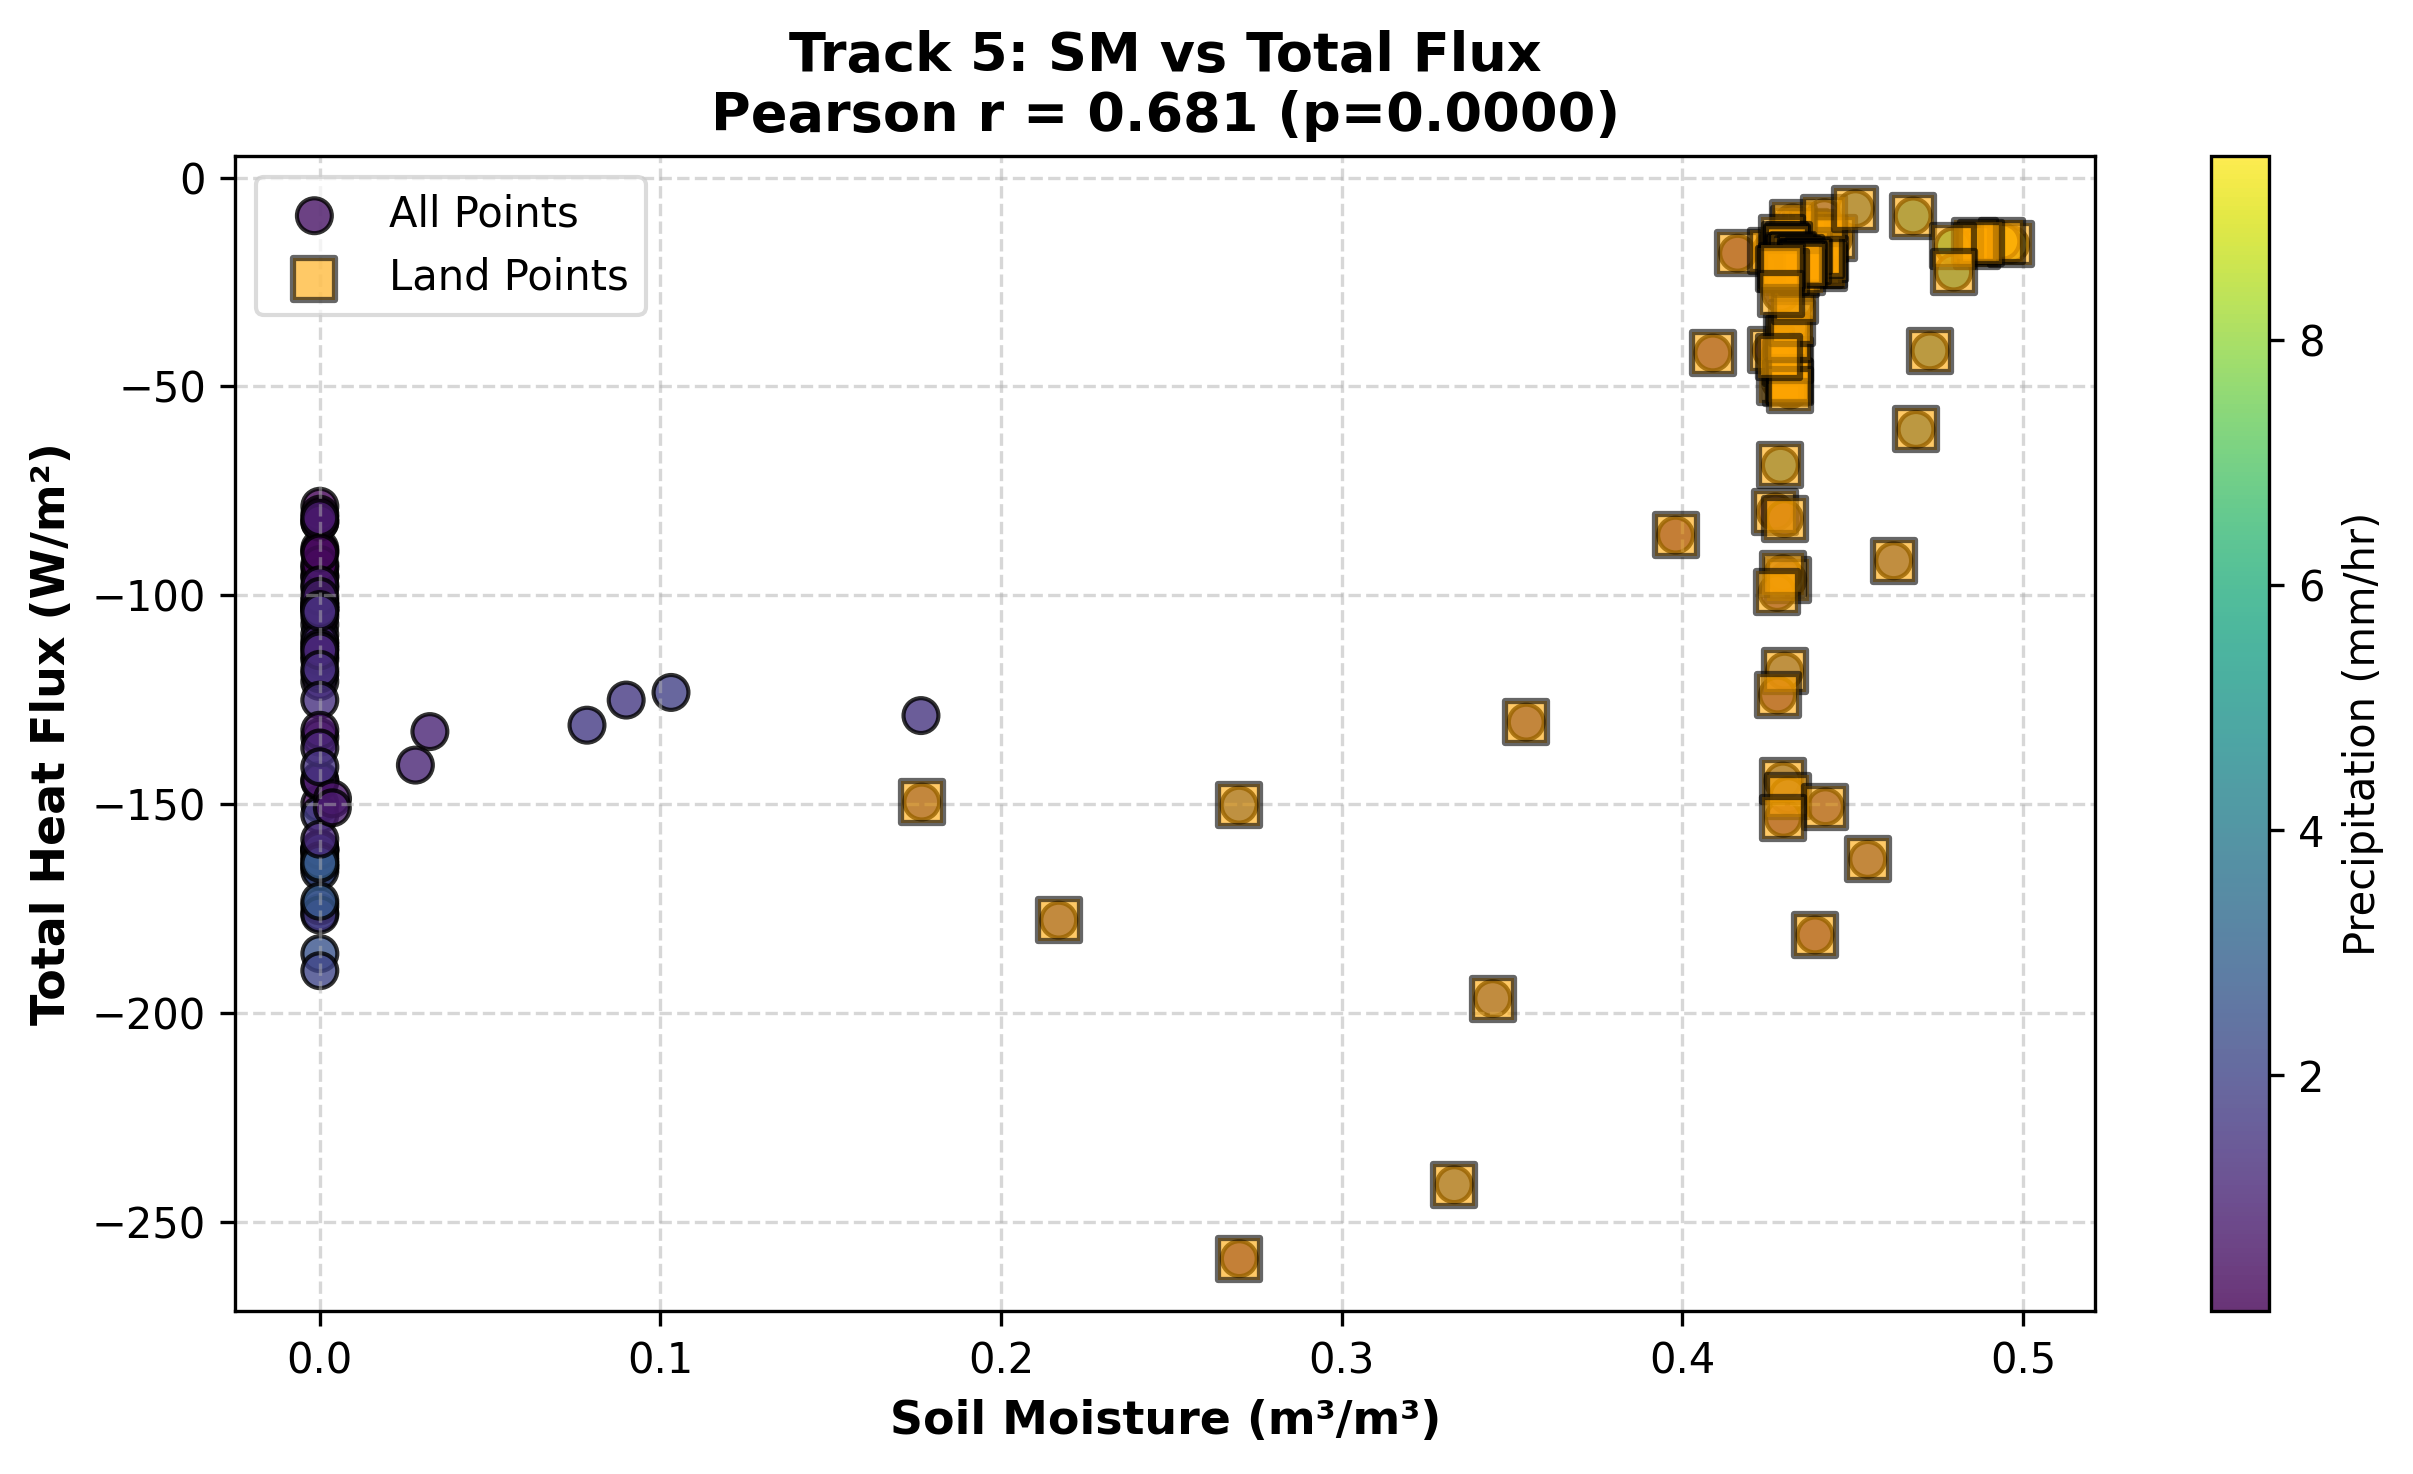 Track 5: SM vs Total Flux
Pearson r = 0.681 (p=0.0000)
All Points
Land Points
Total Heat Flux (W/m²)
0
−50
−100
−150
−200
−250
0.0
0.1
0.2
0.3
0.4
0.5
Soil Moisture (m³/m³)
8
6
4
2
Precipitation (mm/hr)